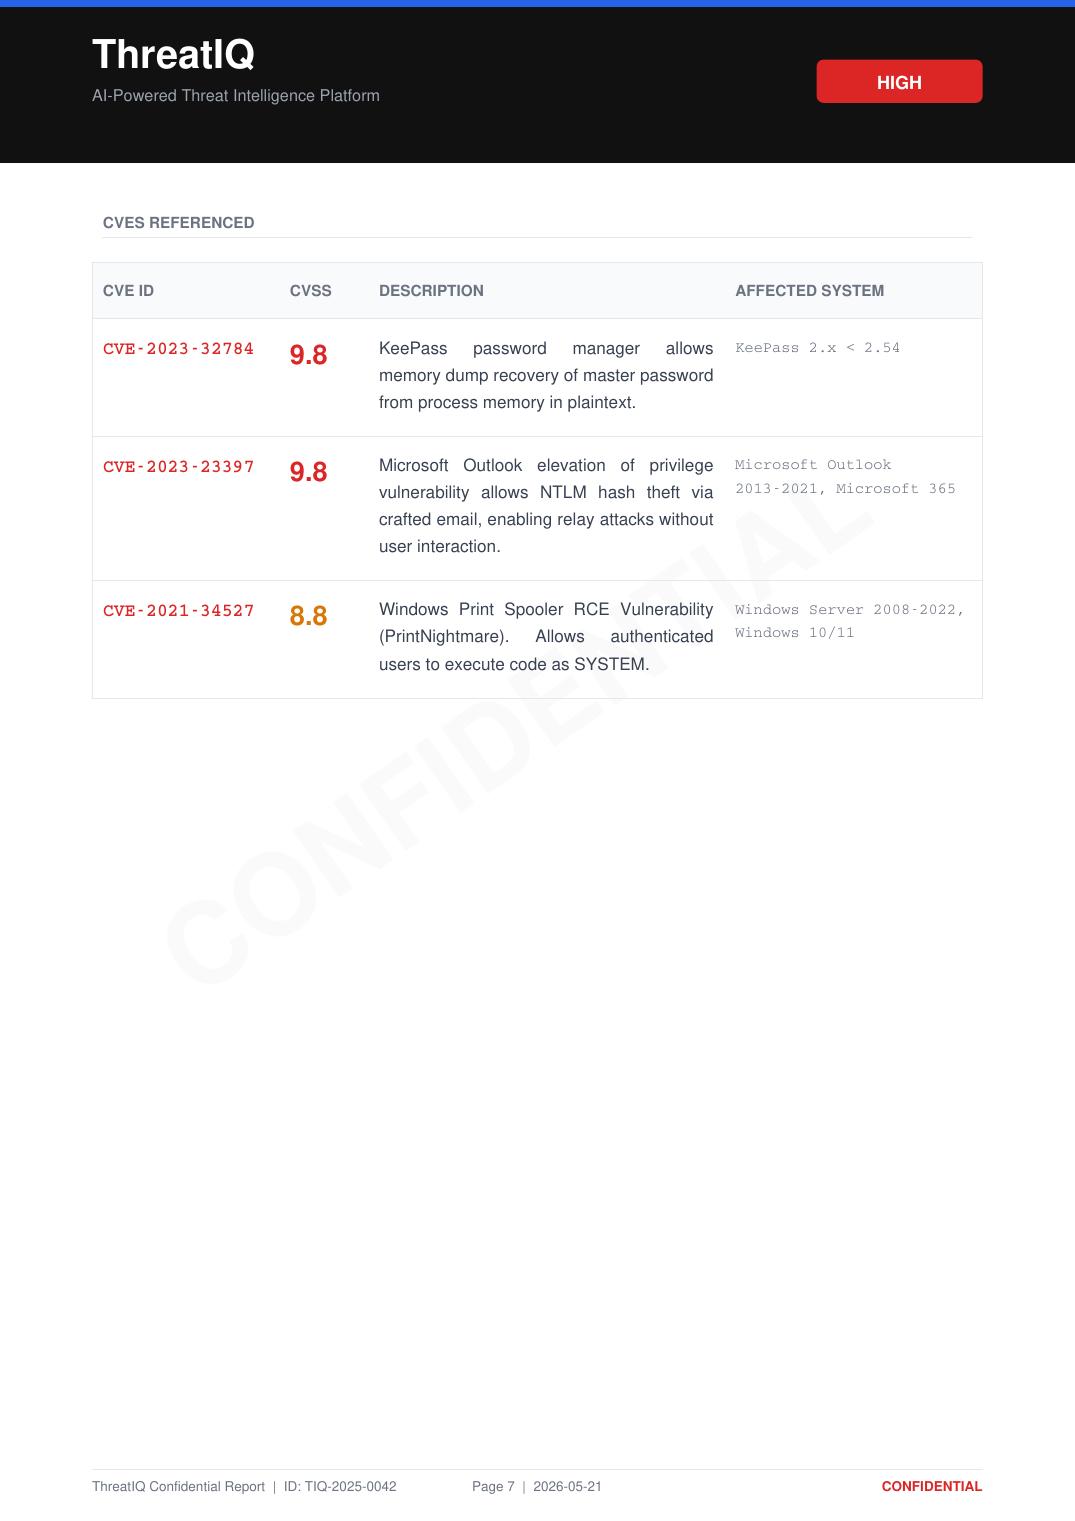 ThreatIQ
AI-Powered Threat Intelligence Platform
HIGH
CVES REFERENCED
CVE ID CVSS DESCRIPTION AFFECTED SYSTEM
CVE-2023-32784 9.8 KeePass password manager allows KeePass 2.x < 2.54
memory dump recovery of master password
from process memory in plaintext.
CVE-2023-23397 9.8 Microsoft Outlook elevation of privilege Microsoft Outlook
vulnerability allows NTLM hash theft via 2013-2021, Microsoft 365
crafted email, enabling relay attacks without
user interaction.
CVE-2021-34527 8.8 Windows Print Spooler RCE Vulnerability Windows Server 2008-2022,
(PrintNightmare). Allows authenticated Windows 10/11
users to execute code as SYSTEM.
CONFIDENTIAL
ThreatIQ Confidential Report | ID: TIQ-2025-0042 Page 7 | 2026-05-21 CONFIDENTIAL